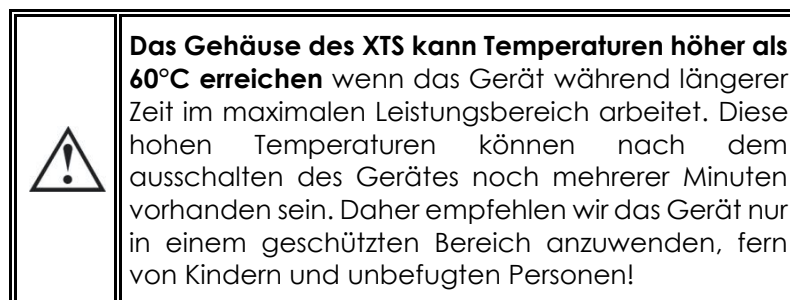 Das Gehäuse des XTS kann Temperaturen höher als
60°C erreichen wenn das Gerät während längerer
Zeit im maximalen Leistungsbereich arbeitet. Diese
hohen Temperaturen können nach dem
ausschalten des Gerätes noch mehrerer Minuten
vorhanden sein. Daher empfehlen wir das Gerät nur
in einem geschützten Bereich anzuwenden, fern
von Kindern und unbefugten Personen!